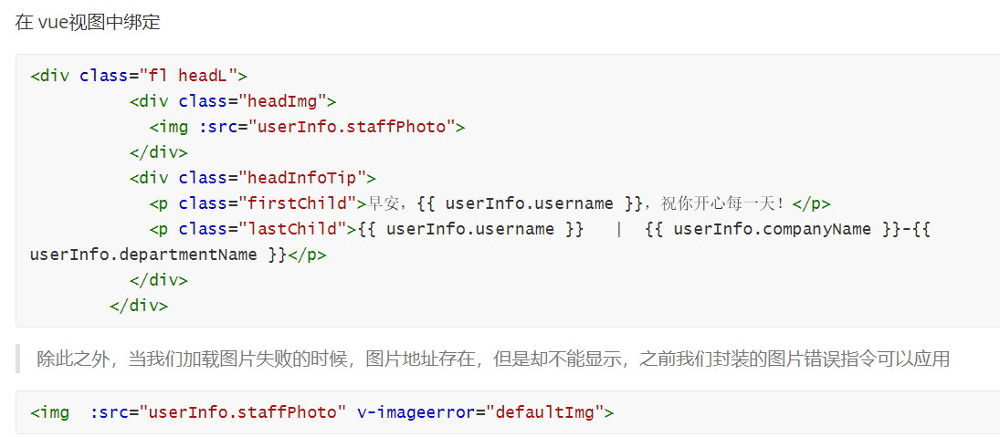 在 vue视图中绑定
<div class="fl headL">
<div class="headImg">
<img :src="userInfo.staffPhoto">
</div>
<div class="headInfoTip">
<p class="firstChild">早安，{{ userInfo.username }}，祝你开心每一天！</p>
<p class="lastChild">{{ userInfo.username }}   |  {{ userInfo.companyName }}-{{
userInfo.departmentName }}</p>
</div>
</div>
除此之外，当我们加载图片失败的时候，图片地址存在，但是却不能显示，之前我们封装的图片错误指令可以应用
<img  :src="userInfo.staffPhoto" v-imageerror="defaultImg">